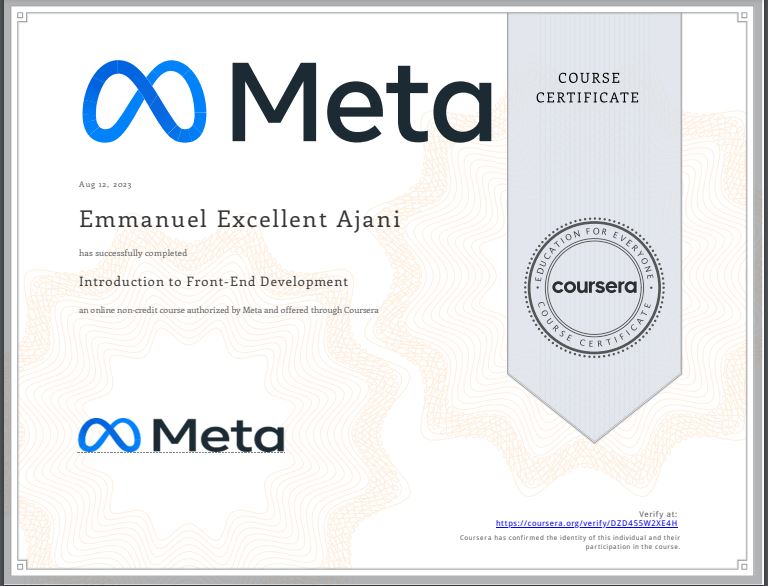 Meta
COURSE
CERTIFICATE
Aug 12, 2023
Emmanuel Excellent Ajani
has successfully completed
Introduction to Front-End Development
an online non-credit course authorized by Meta and offered through Coursera
EDUCATION FOR EVERYONE
coursera
COURSE CERTIFICATE
Meta
Verify at:
https://coursera.org/verify/DZD455W2XE4H
Coursera has confirmed the identity of this individual and their
participation in the course.